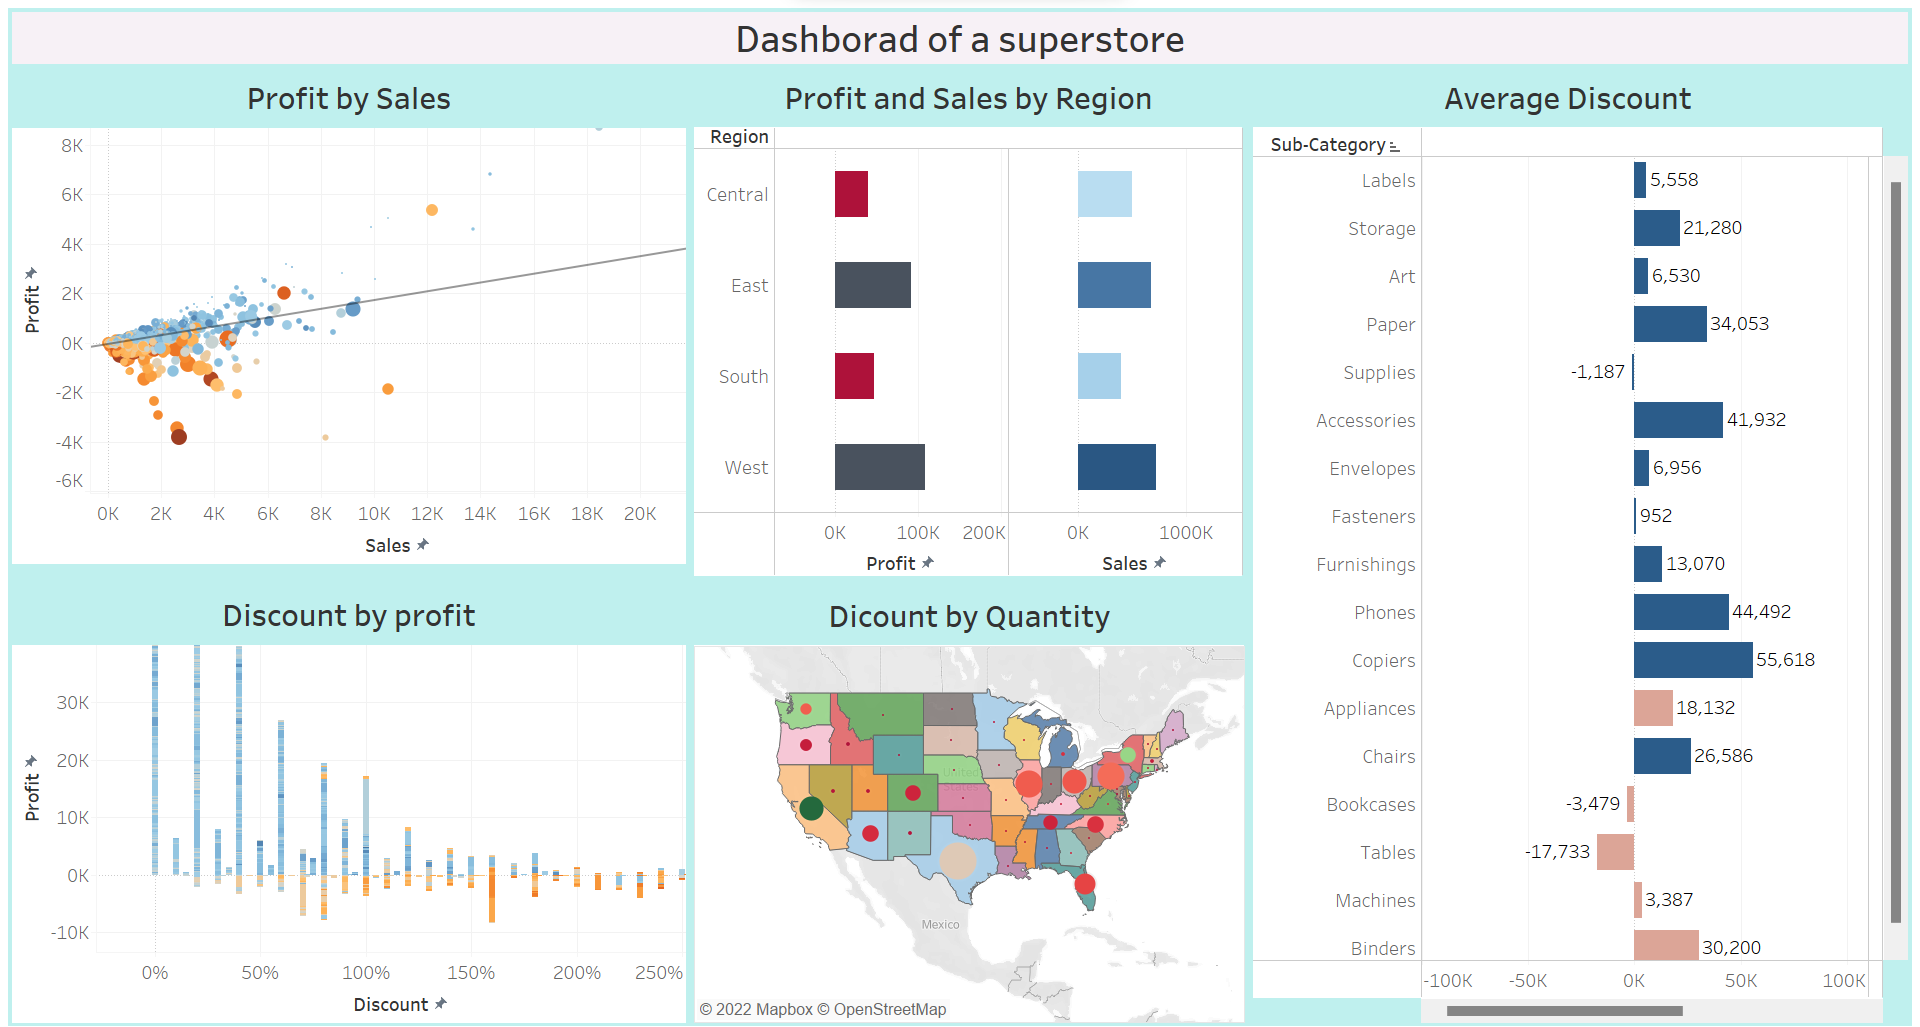 Dashborad of a superstore
Profit by Sales
8K
6K
4K
2K
0K
-2K
-4K
-6K
Profit
0K 2K 4K 6K 8K 10K 12K 14K 16K 18K 20K
Sales
Profit and Sales by Region
Region
Central
East
South
West
0K 100K 200K 0K 1000K
Profit Sales
Average Discount
Sub-Category
Labels 5,558
Storage 21,280
Art 6,530
Paper 34,053
Supplies -1,187
Accessories 41,932
Envelopes 6,956
Fasteners 952
Furnishings 13,070
Phones 44,492
Copiers 55,618
Appliances 18,132
Chairs 26,586
Bookcases -3,479
Tables -17,733
Machines 3,387
Binders 30,200
-100K -50K 0K 50K 100K
Discount by profit
30K
20K
10K
0K
-10K
Profit
0% 50% 100% 150% 200% 250%
Discount
Dicount by Quantity
United
States
Mexico
© 2022 Mapbox © OpenStreetMap